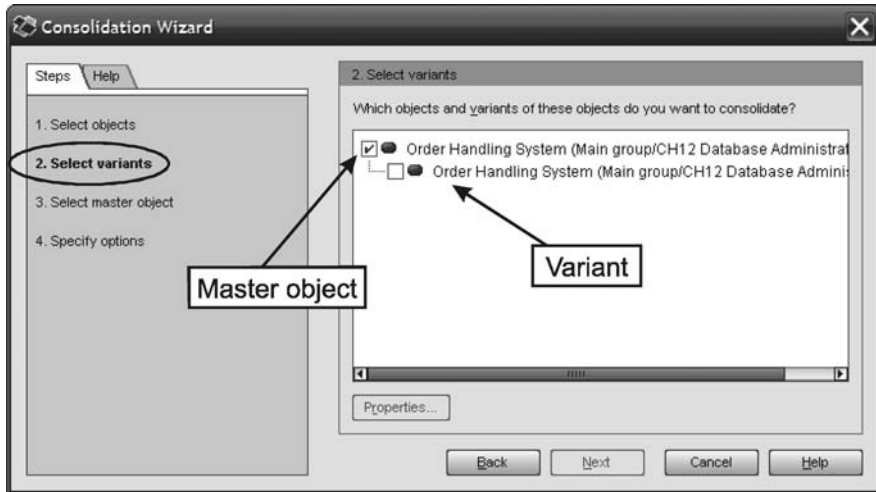 Consolidation Wizard
Steps Help
1. Select objects
2. Select variants
3. Select master object
4. Specify options
2. Select variants
Which objects and variants of these objects do you want to consolidate?
Order Handling System (Main group/CH12 Database Administrat
Order Handling System (Main group/CH12 Database Adminis
Master object
Variant
Properties...
Back Next Cancel Help